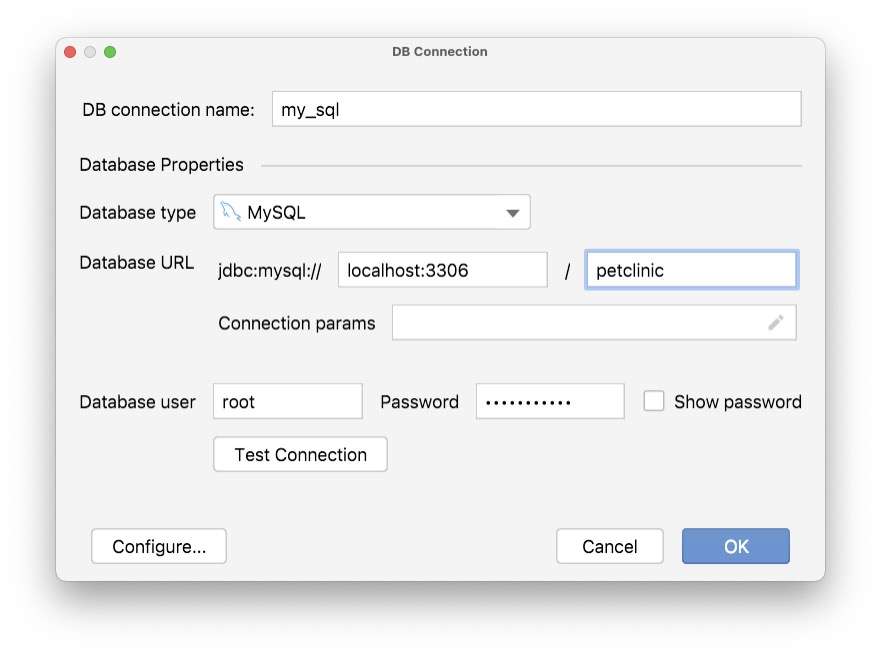 DB Connection
DB connection name: my_sql
Database Properties
Database type MySQL
Database URL jdbc:mysql:// localhost:3306 / petclinic
Connection params
Database user root Password ••••••••••• Show password
Test Connection
Configure... Cancel OK